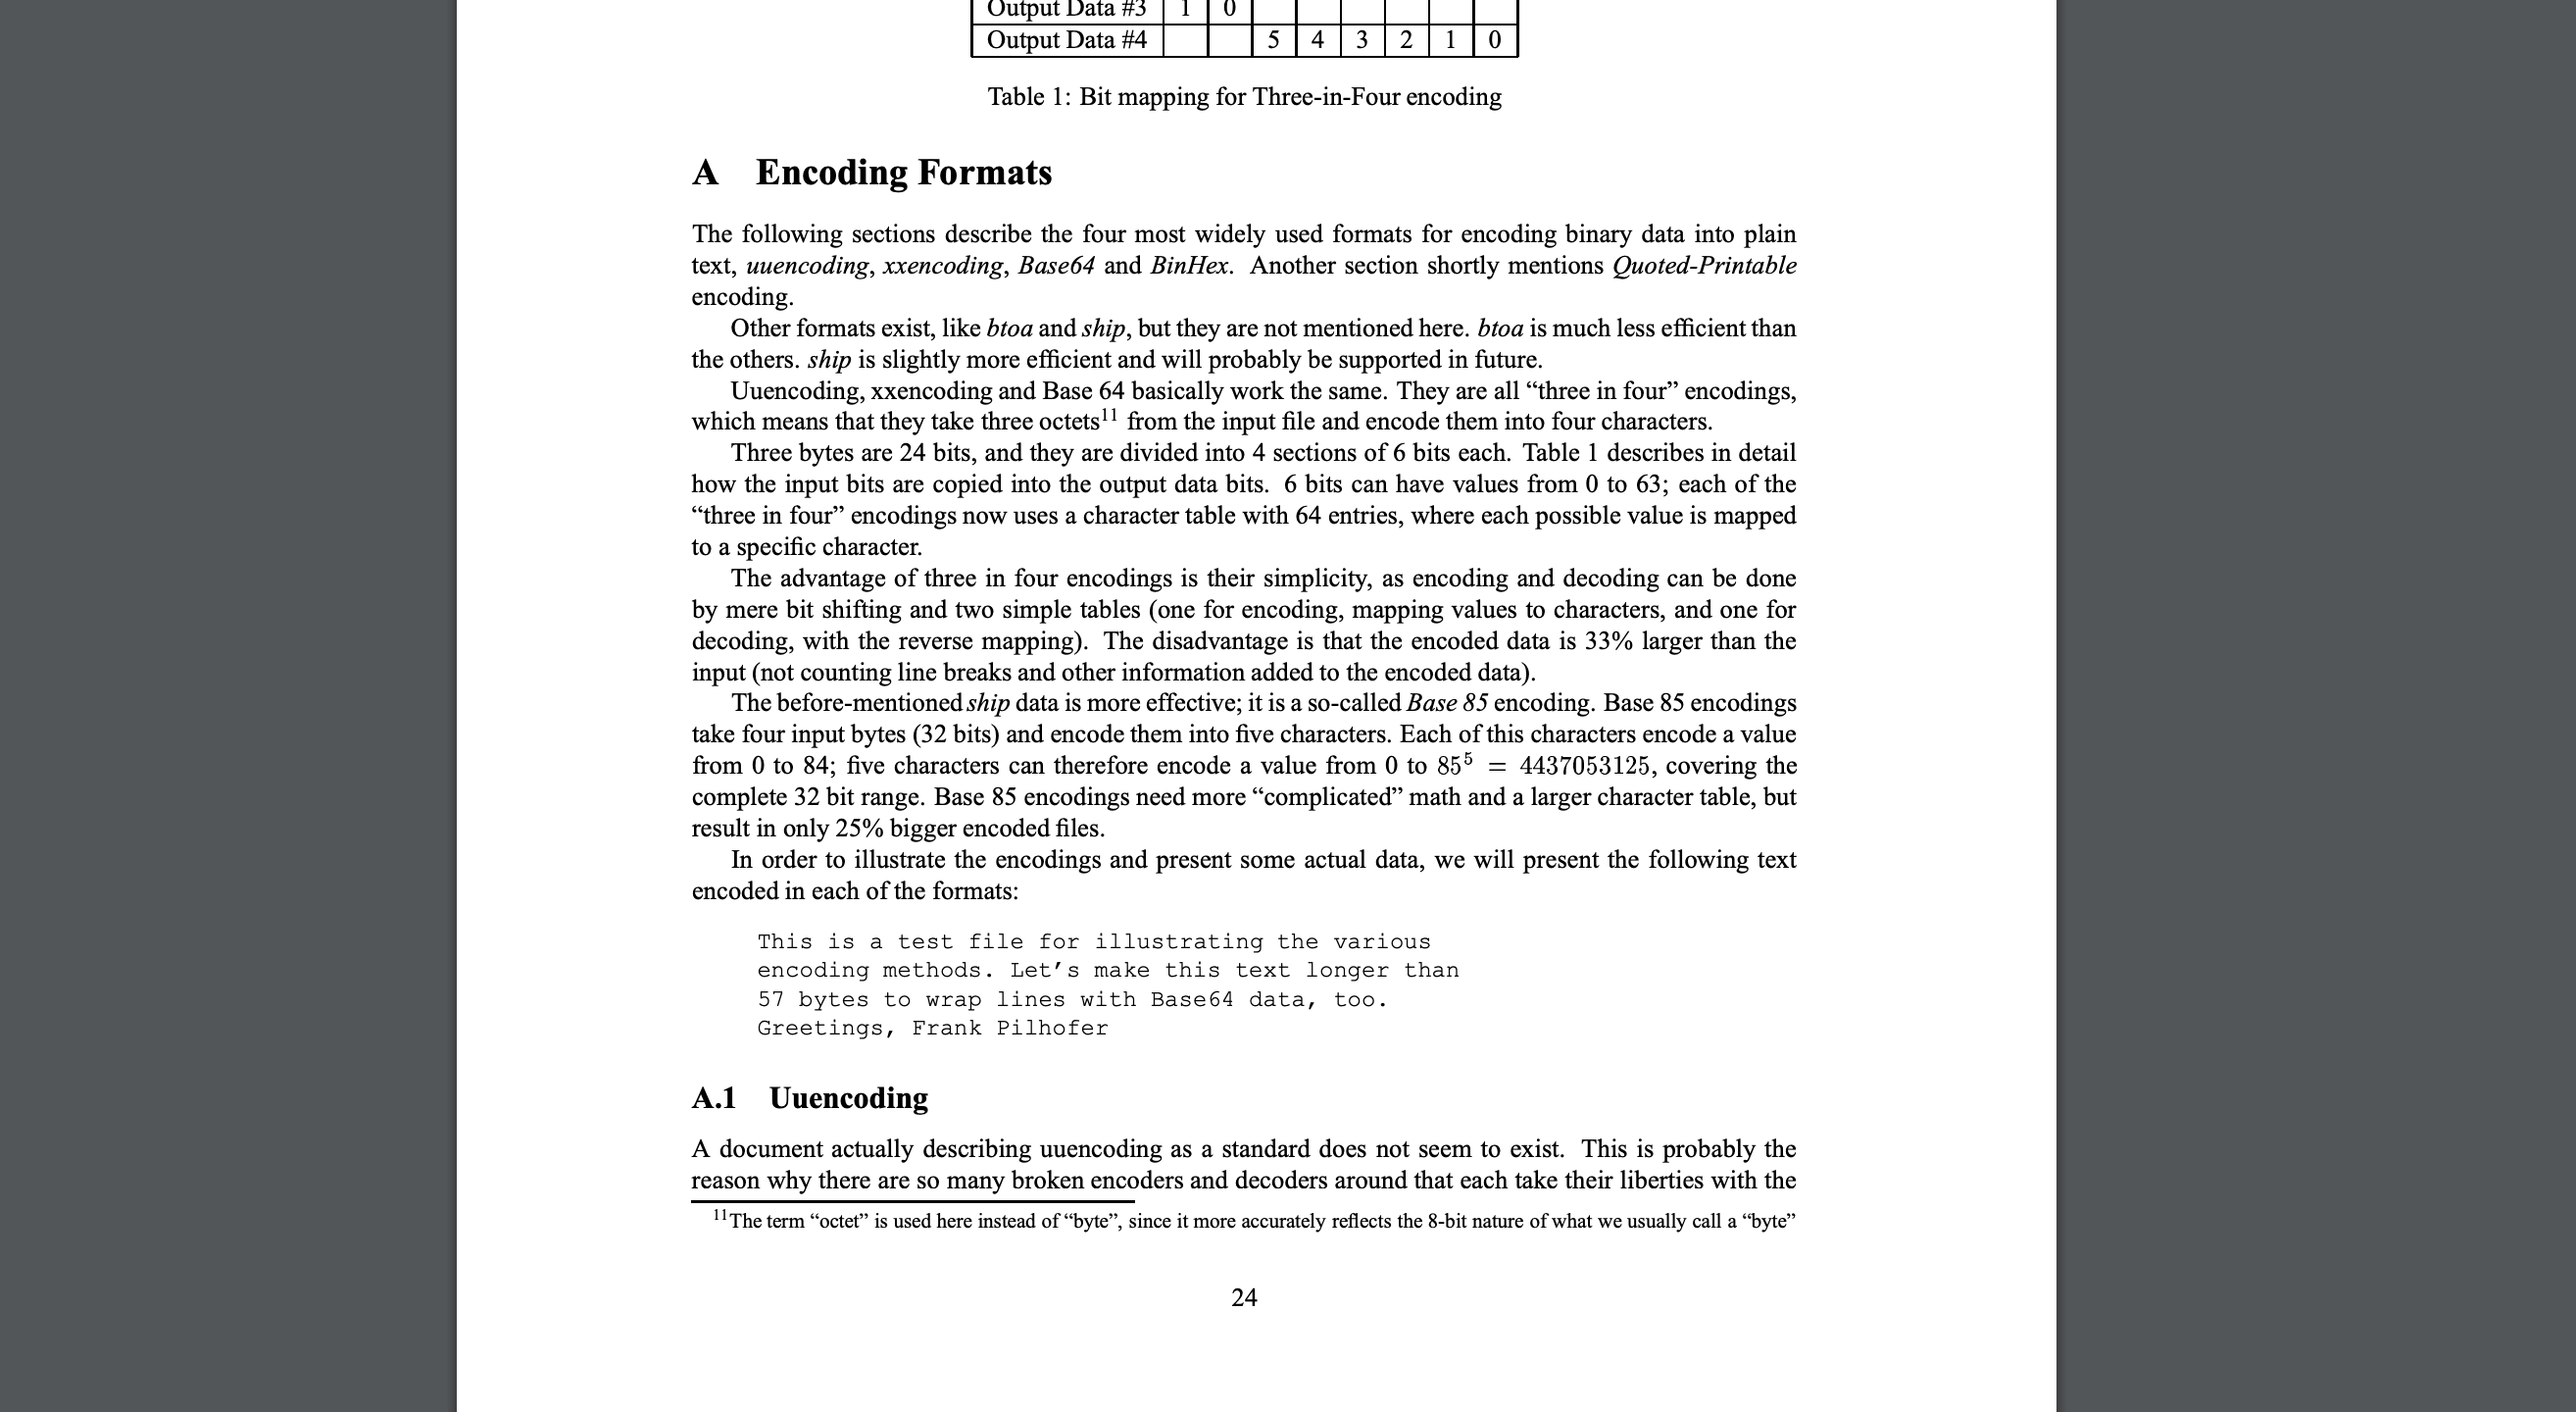 Output Data #3 1 0
Output Data #4 5 4 3 2 1 0
Table 1: Bit mapping for Three-in-Four encoding
A Encoding Formats
The following sections describe the four most widely used formats for encoding binary data into plain
text, uuencoding, xxencoding, Base64 and BinHex. Another section shortly mentions Quoted-Printable
encoding.
Other formats exist, like btoa and ship, but they are not mentioned here. btoa is much less efficient than
the others. ship is slightly more efficient and will probably be supported in future.
Uuencoding, xxencoding and Base 64 basically work the same. They are all “three in four” encodings,
which means that they take three octets¹¹ from the input file and encode them into four characters.
Three bytes are 24 bits, and they are divided into 4 sections of 6 bits each. Table 1 describes in detail
how the input bits are copied into the output data bits. 6 bits can have values from 0 to 63; each of the
“three in four” encodings now uses a character table with 64 entries, where each possible value is mapped
to a specific character.
The advantage of three in four encodings is their simplicity, as encoding and decoding can be done
by mere bit shifting and two simple tables (one for encoding, mapping values to characters, and one for
decoding, with the reverse mapping). The disadvantage is that the encoded data is 33% larger than the
input (not counting line breaks and other information added to the encoded data).
The before-mentioned ship data is more effective; it is a so-called Base 85 encoding. Base 85 encodings
take four input bytes (32 bits) and encode them into five characters. Each of this characters encode a value
from 0 to 84; five characters can therefore encode a value from 0 to 85⁵ = 4437053125, covering the
complete 32 bit range. Base 85 encodings need more “complicated” math and a larger character table, but
result in only 25% bigger encoded files.
In order to illustrate the encodings and present some actual data, we will present the following text
encoded in each of the formats:
This is a test file for illustrating the various
encoding methods. Let’s make this text longer than
57 bytes to wrap lines with Base64 data, too.
Greetings, Frank Pilhofer
A.1 Uuencoding
A document actually describing uuencoding as a standard does not seem to exist. This is probably the
reason why there are so many broken encoders and decoders around that each take their liberties with the
¹¹The term “octet” is used here instead of “byte”, since it more accurately reflects the 8-bit nature of what we usually call a “byte”
24